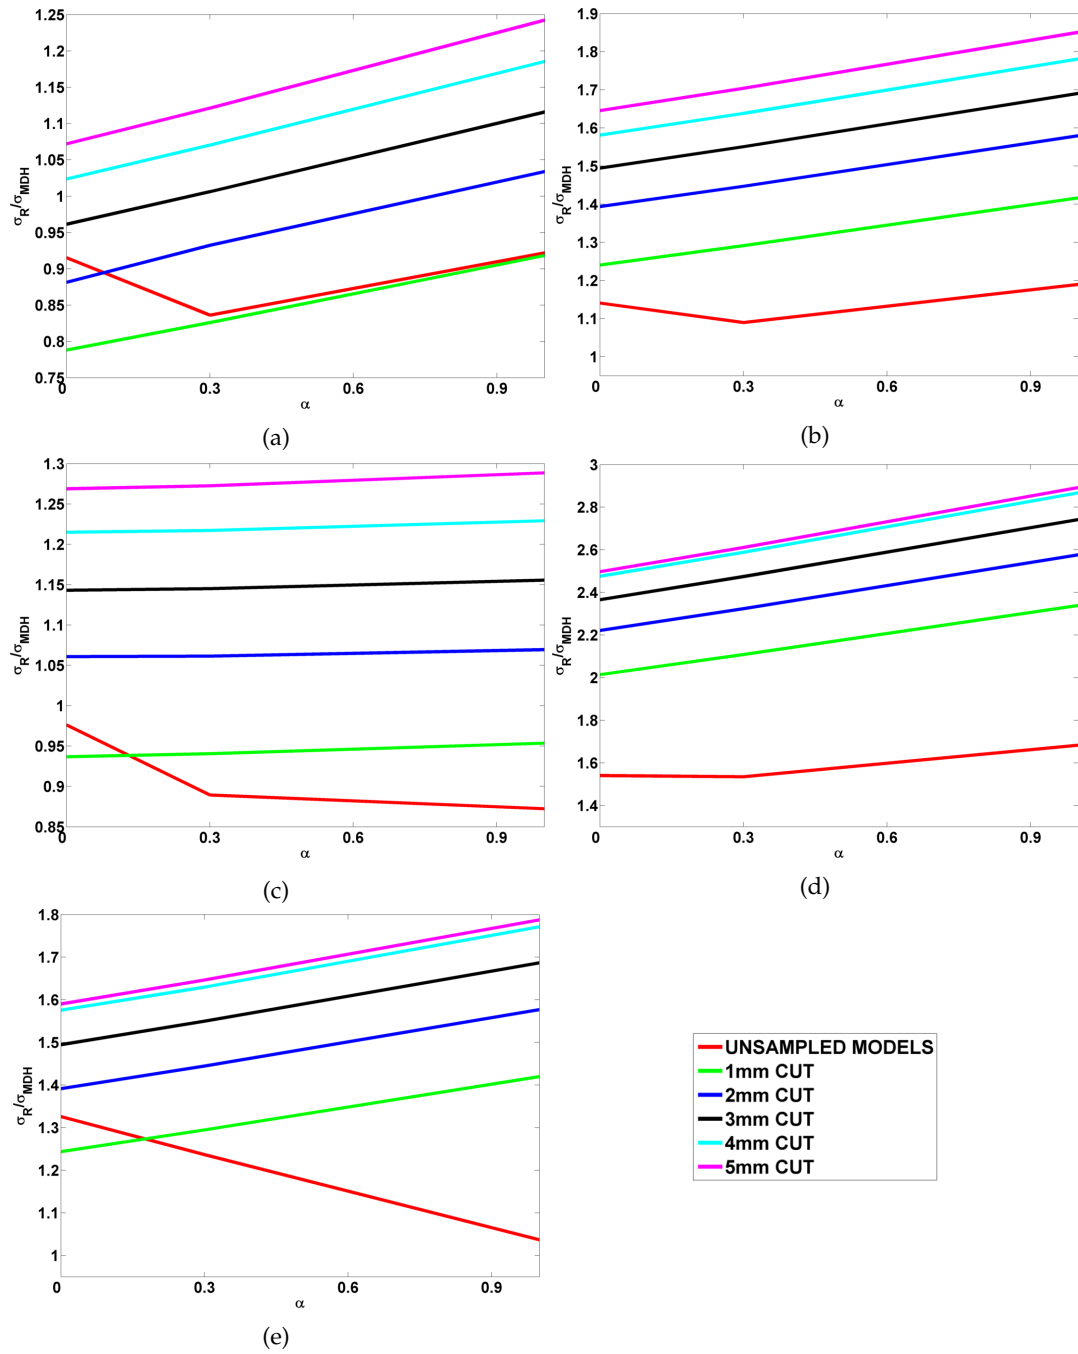 1.25
1.2
1.15
1.1
1.05
1
0.95
0.9
0.85
0.8
0.75
σR/σMDH
0 0.3 0.6 0.9
α
(a)
1.9
1.8
1.7
1.6
1.5
1.4
1.3
1.2
1.1
1
σR/σMDH
0 0.3 0.6 0.9
α
(b)
1.3
1.25
1.2
1.15
1.1
1.05
1
0.95
0.9
0.85
σR/σMDH
0 0.3 0.6 0.9
α
(c)
3
2.8
2.6
2.4
2.2
2
1.8
1.6
1.4
σR/σMDH
0 0.3 0.6 0.9
α
(d)
1.8
1.7
1.6
1.5
1.4
1.3
1.2
1.1
1
σR/σMDH
0 0.3 0.6 0.9
α
(e)
UNSAMPLED MODELS
1mm CUT
2mm CUT
3mm CUT
4mm CUT
5mm CUT